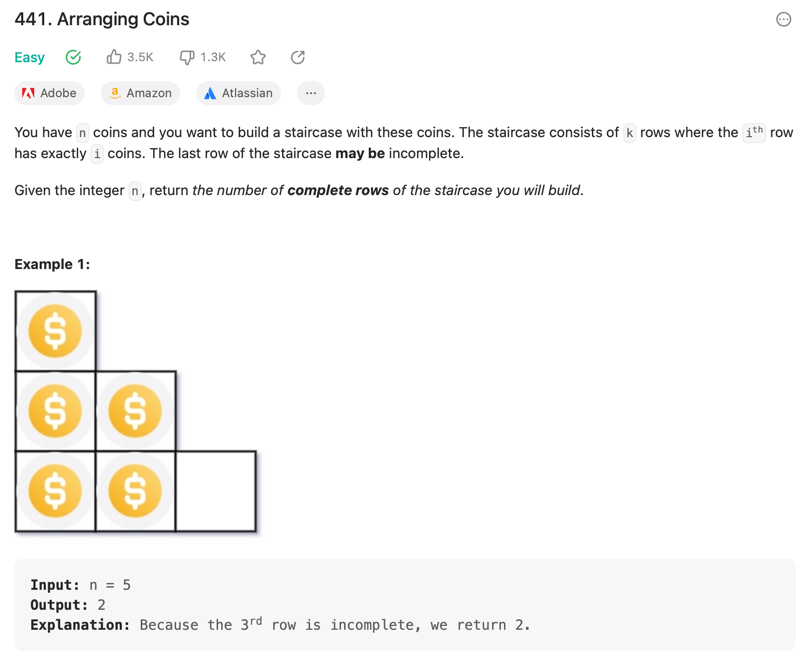 441. Arranging Coins
Easy 3.5K 1.3K
Adobe Amazon Atlassian ...
You have n coins and you want to build a staircase with these coins. The staircase consists of k rows where the ith row
has exactly i coins. The last row of the staircase may be incomplete.
Given the integer n, return the number of complete rows of the staircase you will build.
Example 1:
$
$ $
$ $
Input: n = 5
Output: 2
Explanation: Because the 3rd row is incomplete, we return 2.